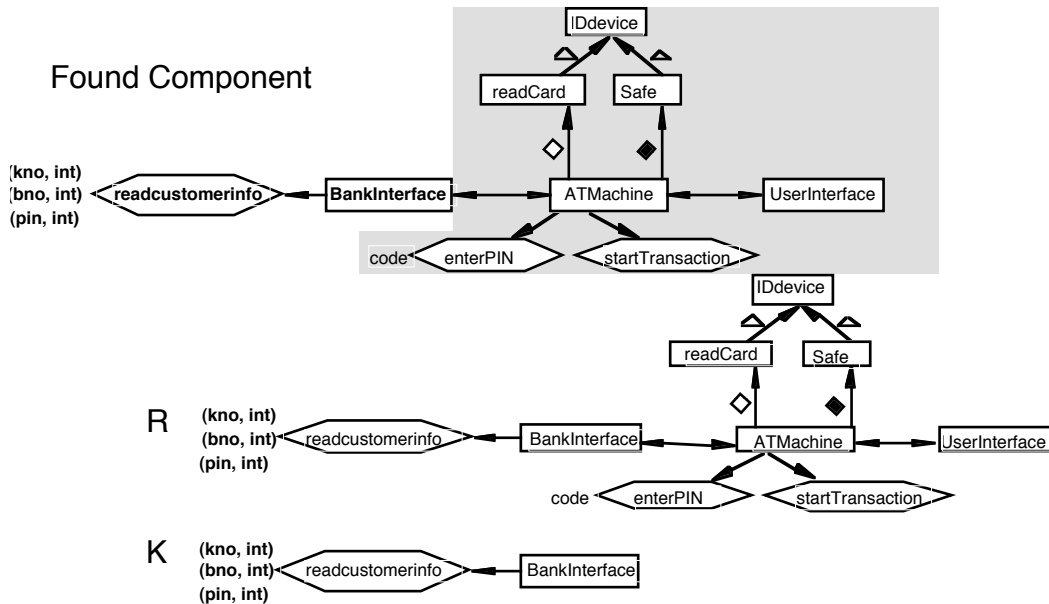 IDdevice
Found Component
readCard Safe
(kno, int)
(bno, int) readcustomerinfo BankInterface ATMachine UserInterface
(pin, int)
code enterPIN startTransaction
IDdevice
readCard Safe
R (kno, int)
(bno, int) readcustomerinfo BankInterface ATMachine UserInterface
(pin, int)
code enterPIN startTransaction
K (kno, int)
(bno, int) readcustomerinfo BankInterface
(pin, int)